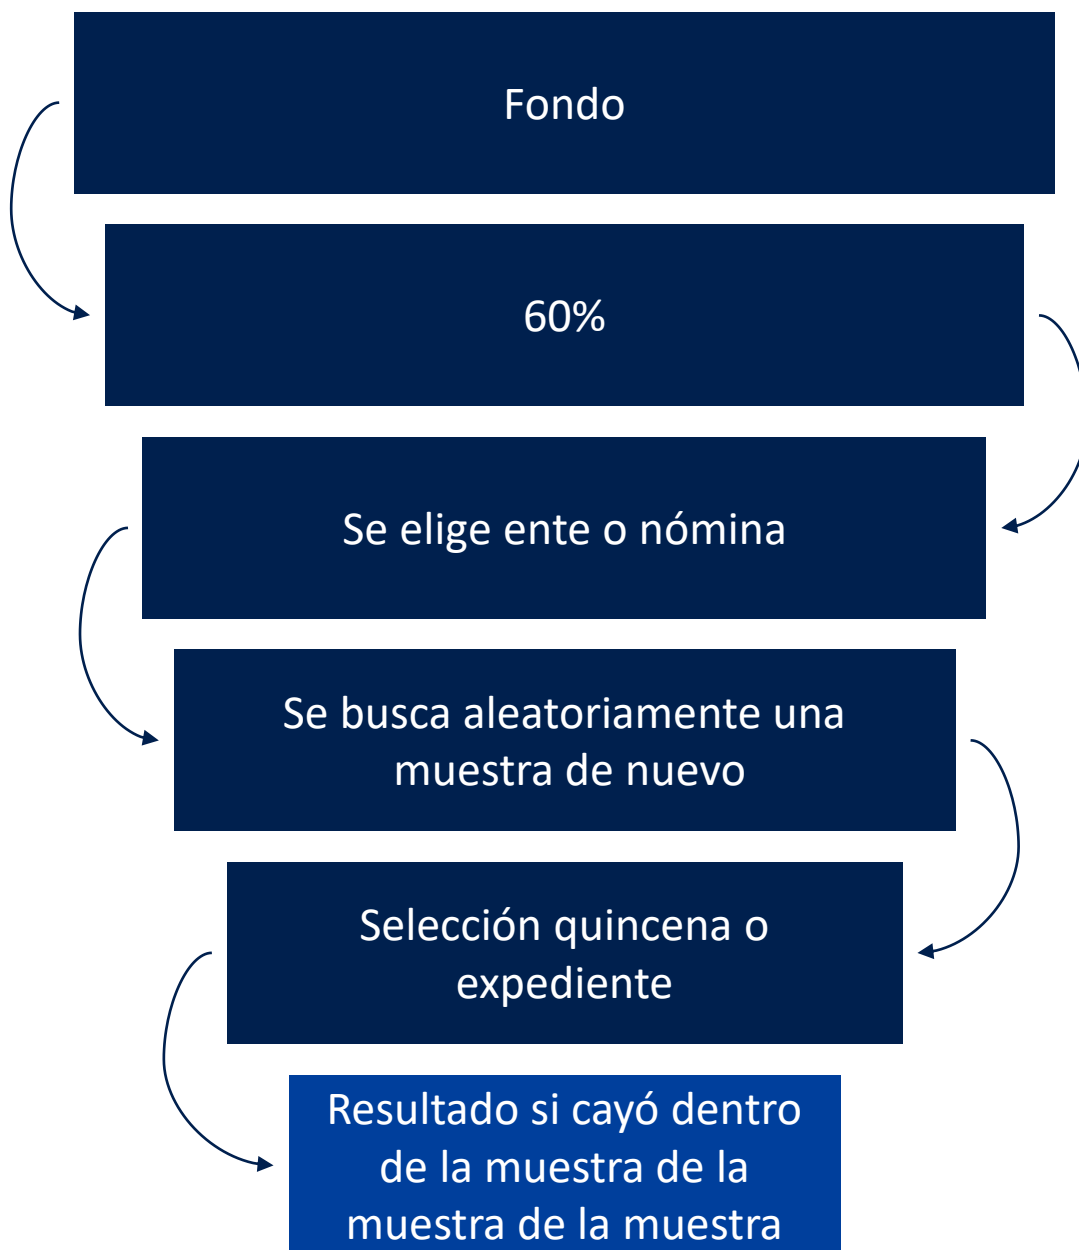 Fondo
60%
Se elige ente o nómina
Se busca aleatoriamente una
muestra de nuevo
Selección quincena o
expediente
Resultado si cayó dentro
de la muestra de la
muestra de la muestra